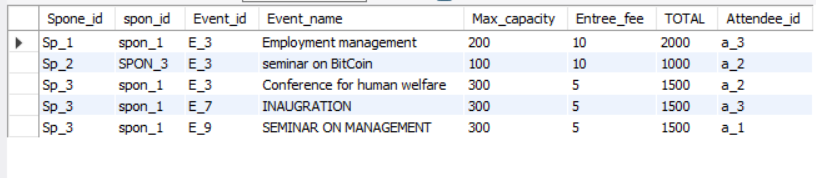 Spone_id spon_id Event_id Event_name Max_capacity Entree_fee TOTAL Attendee_id
Sp_1 spon_1 E_3 Employment management 200 10 2000 a_3
Sp_2 SPON_3 E_3 seminar on BitCoin 100 10 1000 a_2
Sp_3 spon_1 E_3 Conference for human welfare 300 5 1500 a_2
Sp_3 spon_1 E_7 INAUGRATION 300 5 1500 a_3
Sp_3 spon_1 E_9 SEMINAR ON MANAGEMENT 300 5 1500 a_1